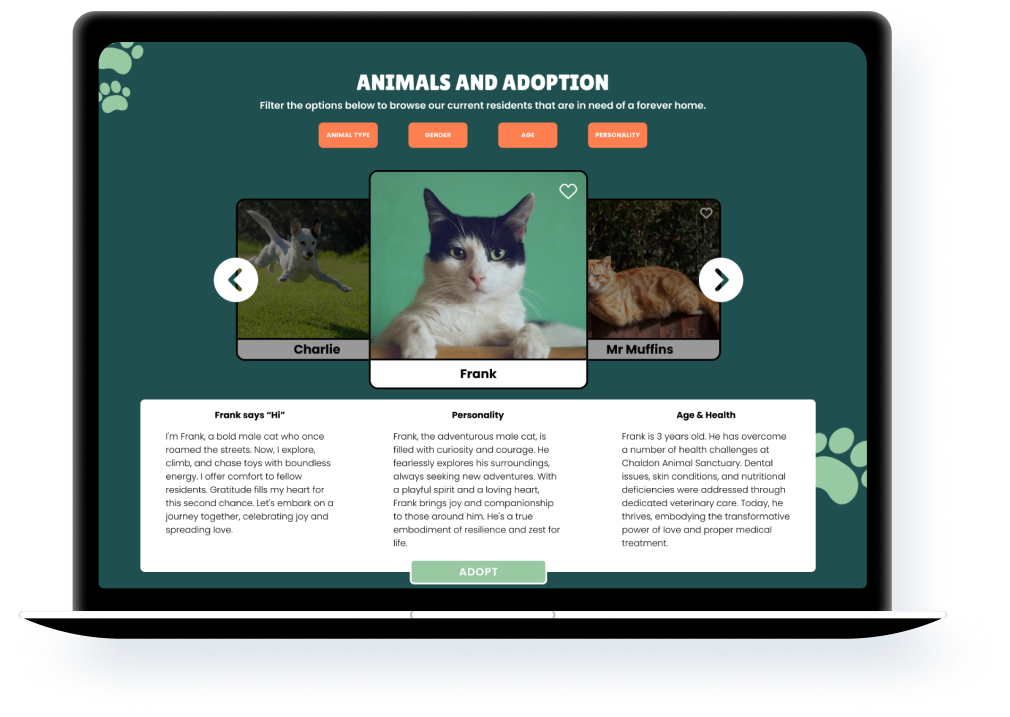 ANIMALS AND ADOPTION
Filter the options below to browse our current residents that are in need of a forever home.
ANIMAL TYPE
GENDER
AGE
PERSONALITY
Charlie
Frank
Mr Muffins
Frank says “Hi”
I'm Frank, a bold male cat who once
roamed the streets. Now, I explore,
climb, and chase toys with boundless
energy. I offer comfort to fellow
residents. Gratitude fills my heart for
this second chance. Let's embark on a
journey together, celebrating joy and
spreading love.
Personality
Frank, the adventurous male cat, is
filled with curiosity and courage. He
fearlessly explores his surroundings,
always seeking new adventures. With
a playful spirit and a loving heart,
Frank brings joy and companionship
to those around him. He's a true
embodiment of resilience and zest for
life.
Age & Health
Frank is 3 years old. He has overcome
a number of health challenges at
Chaldon Animal Sanctuary. Dental
issues, skin conditions, and nutritional
deficiencies were addressed through
dedicated veterinary care. Today, he
thrives, embodying the transformative
power of love and proper medical
treatment.
ADOPT